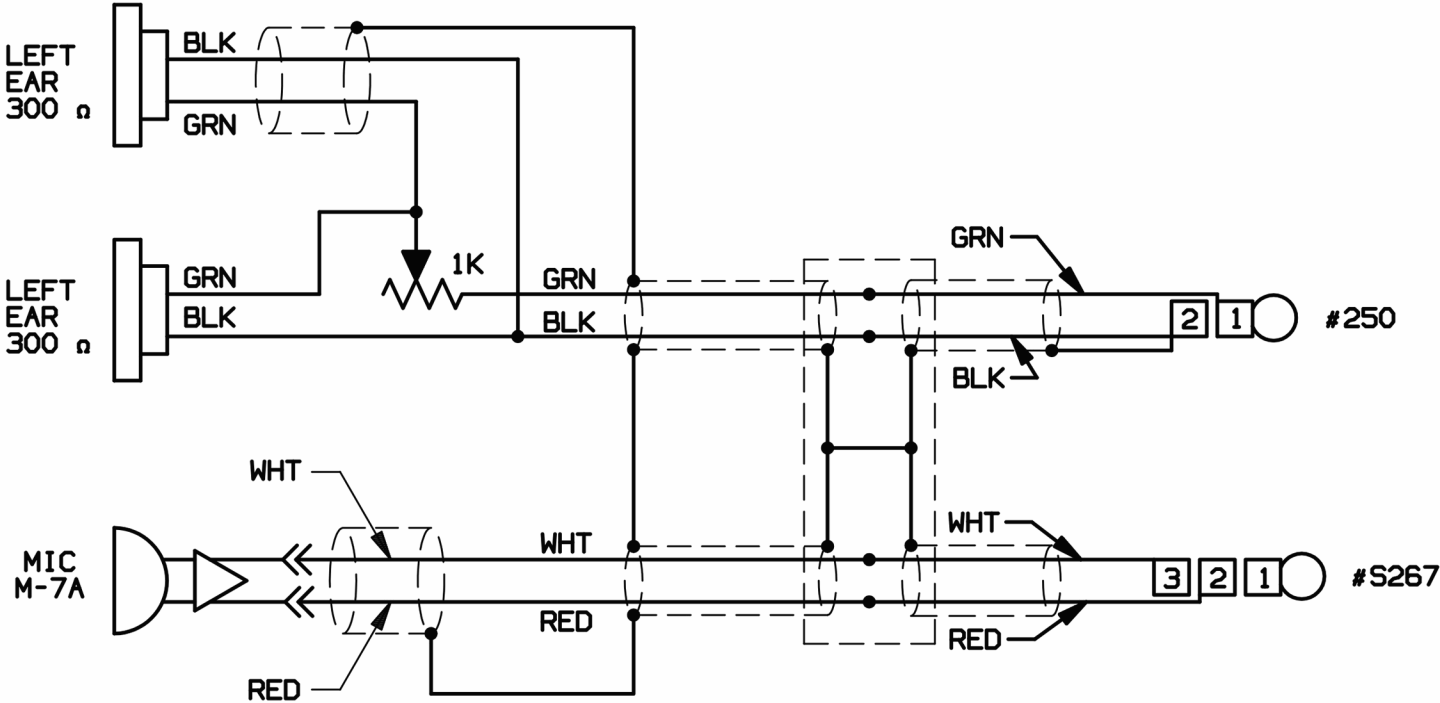 LEFT
EAR
300 Ω
BLK
GRN
LEFT
EAR
300 Ω
GRN
BLK
1K
GRN
BLK
GRN
BLK
2 1
#250
MIC
M-7A
WHT
RED
WHT
RED
WHT
RED
3 2 1
#S267